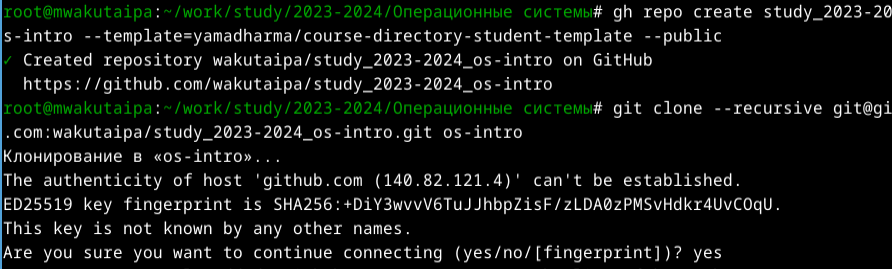 root@mwakutaipa:~/work/study/2023-2024/Операционные системы# gh repo create study_2023-20
s-intro --template=yamadharma/course-directory-student-template --public
✓ Created repository wakutaipa/study_2023-2024_os-intro on GitHub
https://github.com/wakutaipa/study_2023-2024_os-intro
root@mwakutaipa:~/work/study/2023-2024/Операционные системы# git clone --recursive git@gi
.com:wakutaipa/study_2023-2024_os-intro.git os-intro
Клонирование в «os-intro»...
The authenticity of host 'github.com (140.82.121.4)' can't be established.
ED25519 key fingerprint is SHA256:+DiY3wvvV6TuJJhbpZisF/zLDA0zPMSvHdkr4UvCOqU.
This key is not known by any other names.
Are you sure you want to continue connecting (yes/no/[fingerprint])? yes